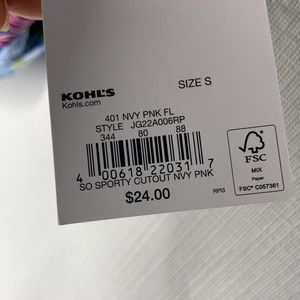 KOHL'S
Kohls.com
SIZE S
401 NVY PNK FL
STYLE JG22A006RP
344 80 88
4 00618 22031 7
SO SPORTY CUTOUT NVY PNK
$24.00
RPI3
FSC
MIX
Paper
FSC® C057361